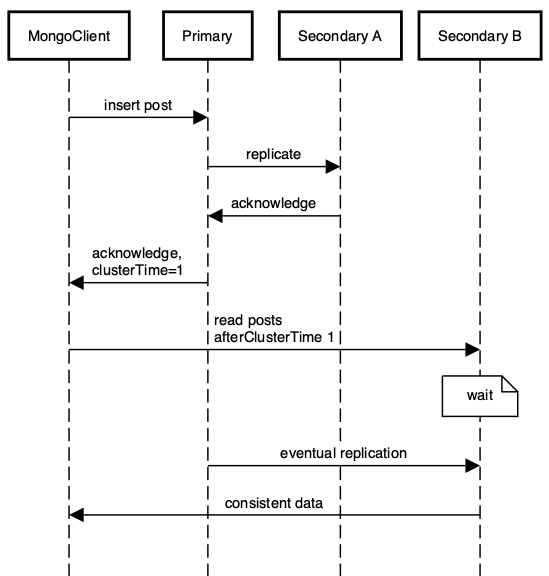 MongoClient
Primary
Secondary A
Secondary B
insert post
replicate
acknowledge
acknowledge,
clusterTime=1
read posts
afterClusterTime 1
wait
eventual replication
consistent data